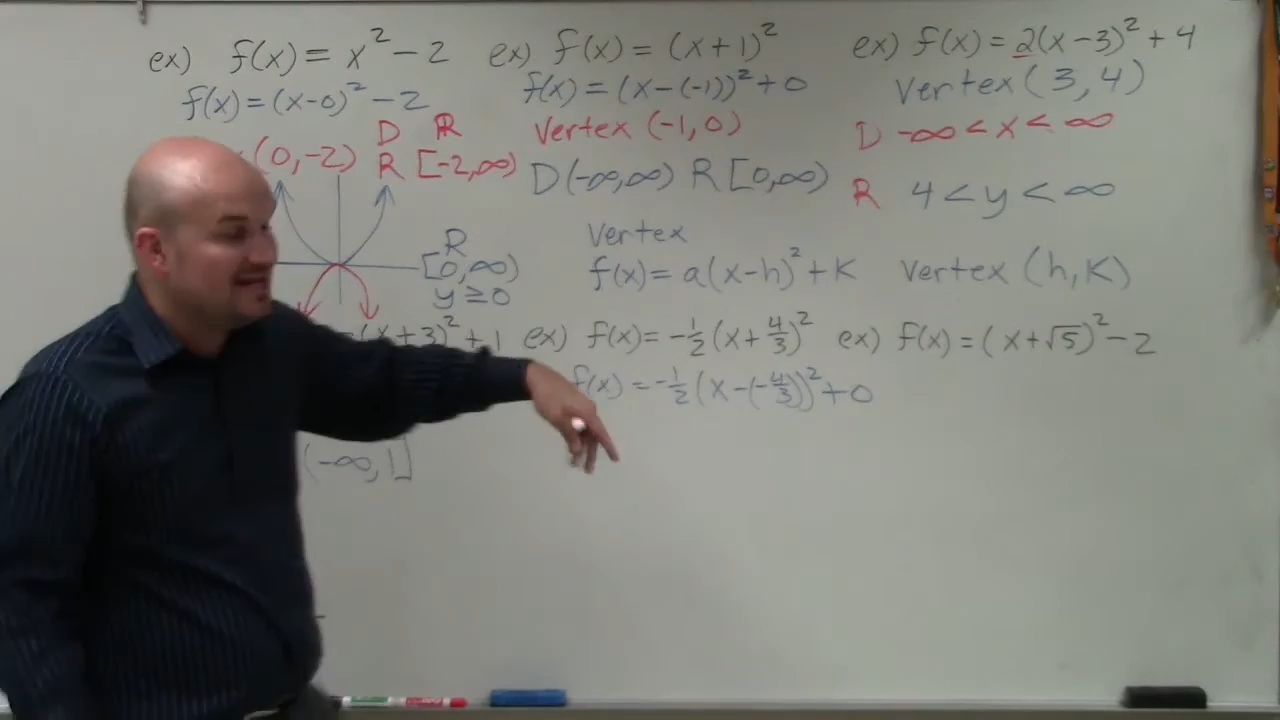 ex) f(x) = x² - 2
f(x) = (x-0)² - 2
(0, -2)
D R
R [-2, ∞)
R
[0, ∞)
y ≥ 0
ex) f(x) = (x+1)²
f(x) = (x-(-1))² + 0
Vertex (-1, 0)
D (-∞, ∞) R [0, ∞)
ex) f(x) = 2(x-3)² + 4
Vertex (3, 4)
D -∞ < x < ∞
R 4 < y < ∞
Vertex
f(x) = a(x-h)² + K Vertex (h, K)
(x+3)² + 1
(-∞, 1]
ex) f(x) = -1/2 (x + 4/3)²
f(x) = -1/2 (x-(-4/3))² + 0
ex) f(x) = (x+√5)² - 2